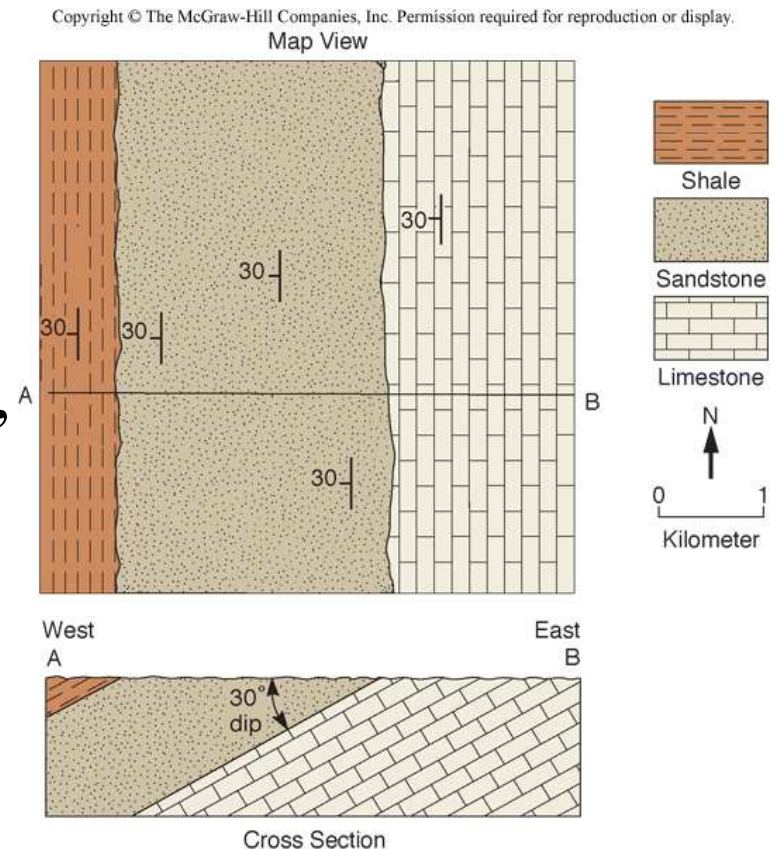 Copyright © The McGraw-Hill Companies, Inc. Permission required for reproduction or display.
Map View
30
30
30
30
30
A
B
,
Shale
Sandstone
Limestone
N
0 1
Kilometer
West East
A B
30°
dip
Cross Section